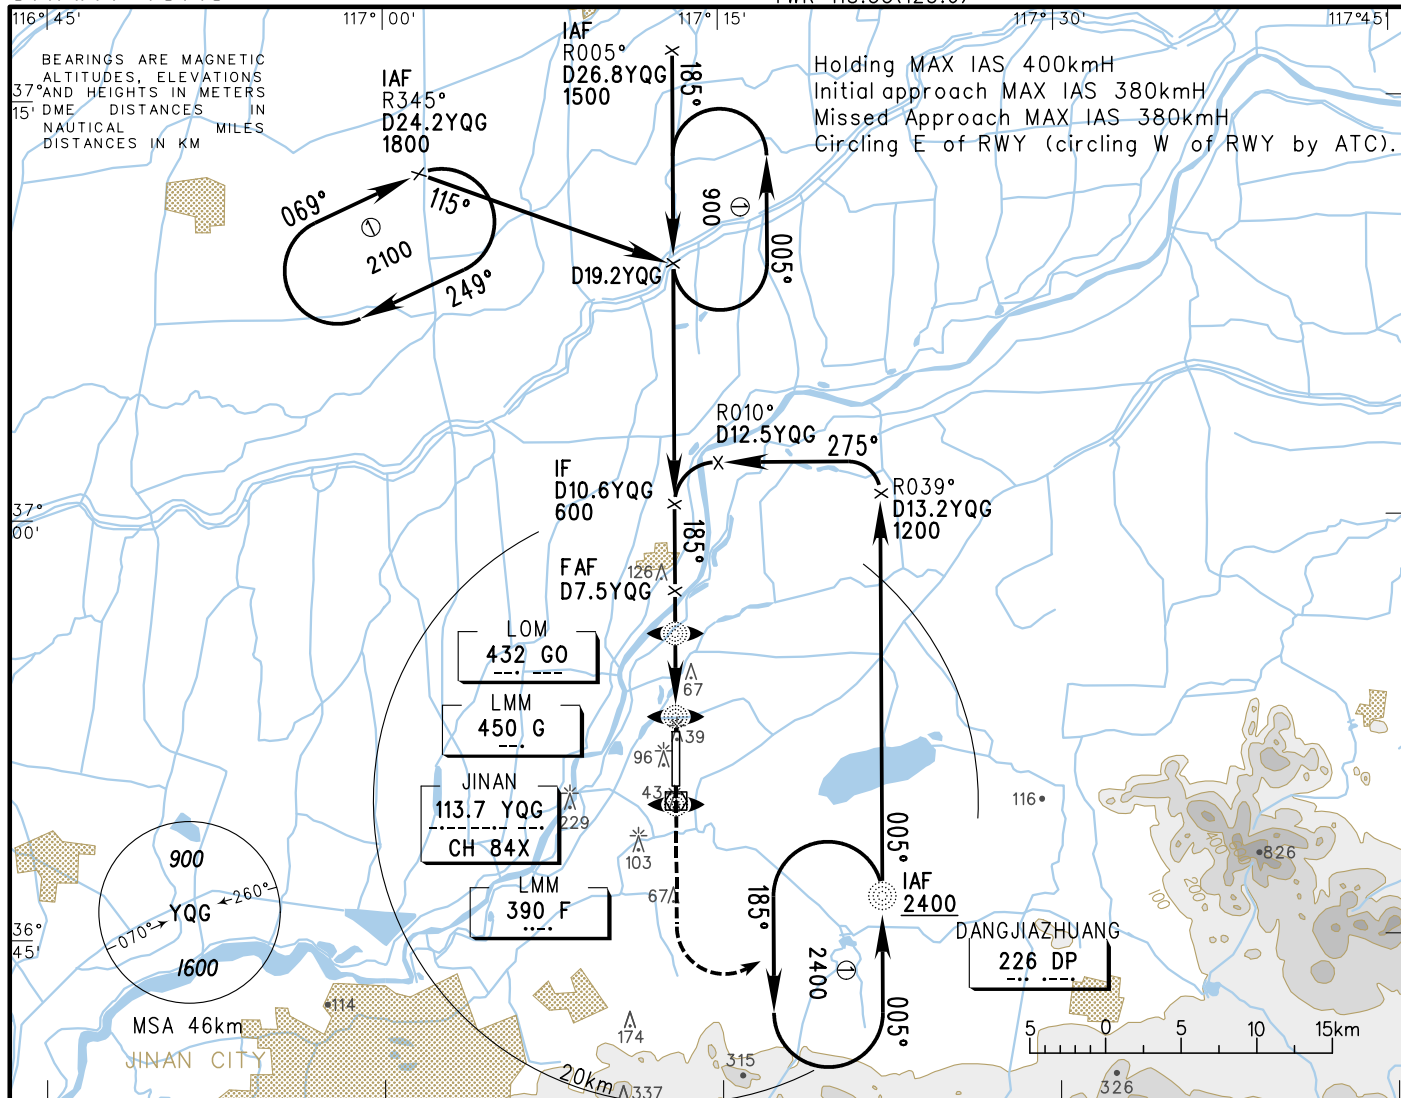 116°45'
117°00'
117°15'
117°30'
117°45'
BEARINGS ARE MAGNETIC
ALTITUDES, ELEVATIONS
AND HEIGHTS IN METERS
DME DISTANCES IN
NAUTICAL MILES
DISTANCES IN KM
37°
15'
IAF
R345°
D24.2YQG
1800
IAF
R005°
D26.8YQG
1500
185°
Holding MAX IAS 400kmH
Initial approach MAX IAS 380kmH
Missed Approach MAX IAS 380kmH
Circling E of RWY (circling W of RWY by ATC).
069°
115°
①
2100
249°
900
①
005°
D19.2YQG
R010°
D12.5YQG
275°
IF
D10.6YQG
600
185°
R039°
D13.2YQG
1200
37°
00'
FAF
D7.5YQG
126
LOM
432 GO
67
LMM
450 G
39
96
JINAN
113.7 YQG
CH 84X
43
229
103
116
826
LMM
390 F
67
185°
005°
IAF
2400
900
YQG
260°
070°
1600
MSA 46km
36°
45'
DANGJIAZHUANG
226 DP
2400
①
005°
400
200
100
114
JINAN CITY
174
315
20km
337
326
5 0 5 10 15km